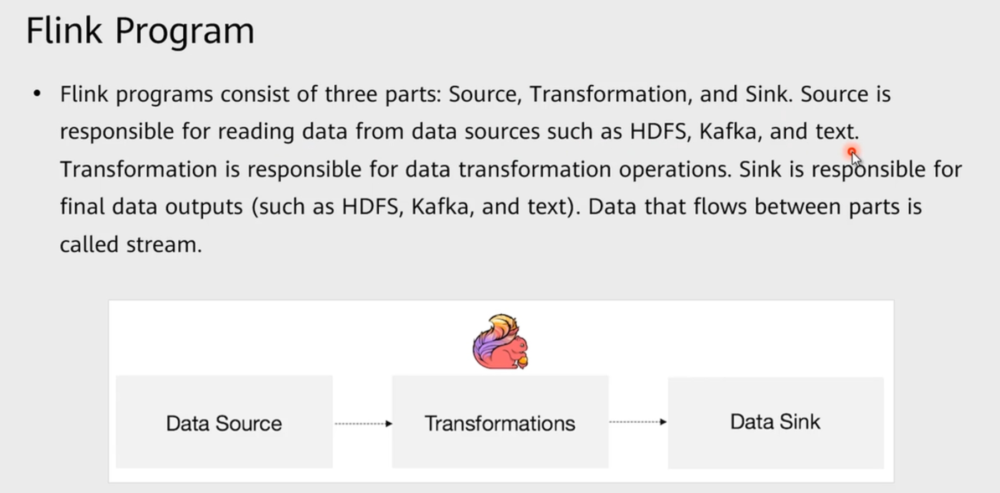 Flink Program
• Flink programs consist of three parts: Source, Transformation, and Sink. Source is
responsible for reading data from data sources such as HDFS, Kafka, and text.
Transformation is responsible for data transformation operations. Sink is responsible for
final data outputs (such as HDFS, Kafka, and text). Data that flows between parts is
called stream.
Data Source
Transformations
Data Sink